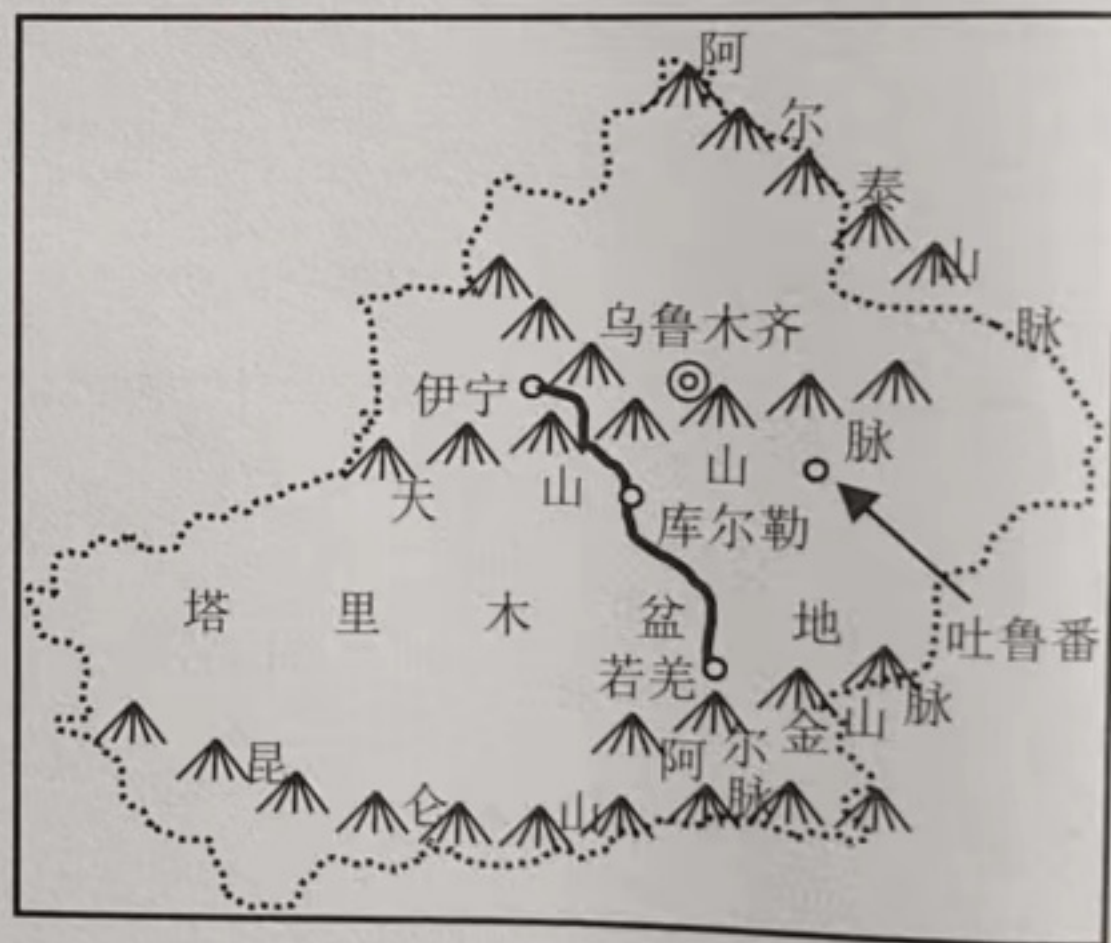 阿尔泰山脉
乌鲁木齐
伊宁
天山山脉
库尔勒
塔里木盆地
吐鲁番
若羌
阿尔金山脉
昆仑山脉